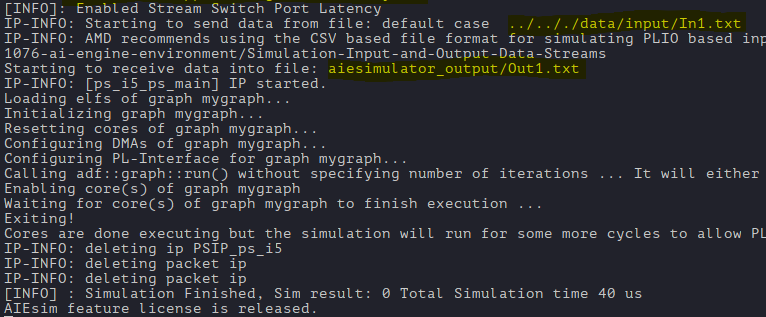 [INFO]: Enabled Stream Switch Port Latency
IP-INFO: Starting to send data from file: default case ../.././data/input/In1.txt
IP-INFO: AMD recommends using the CSV based file format for simulating PLIO based inp
1076-ai-engine-environment/Simulation-Input-and-Output-Data-Streams
Starting to receive data into file: aiesimulator_output/Out1.txt
IP-INFO: [ps_i5_ps_main] IP started.
Loading elfs of graph mygraph...
Initializing graph mygraph...
Resetting cores of graph mygraph...
Configuring DMAs of graph mygraph...
Configuring PL-Interface for graph mygraph...
Calling adf::graph::run() without specifying number of iterations ... It will either
Enabling core(s) of graph mygraph
Waiting for core(s) of graph mygraph to finish execution ...
Exiting!
Cores are done executing but the simulation will run for some more cycles to allow PL
IP-INFO: deleting ip PSIP_ps_i5
IP-INFO: deleting packet ip
IP-INFO: deleting packet ip
[INFO] : Simulation Finished, Sim result: 0 Total Simulation time 40 us
AIEsim feature license is released.